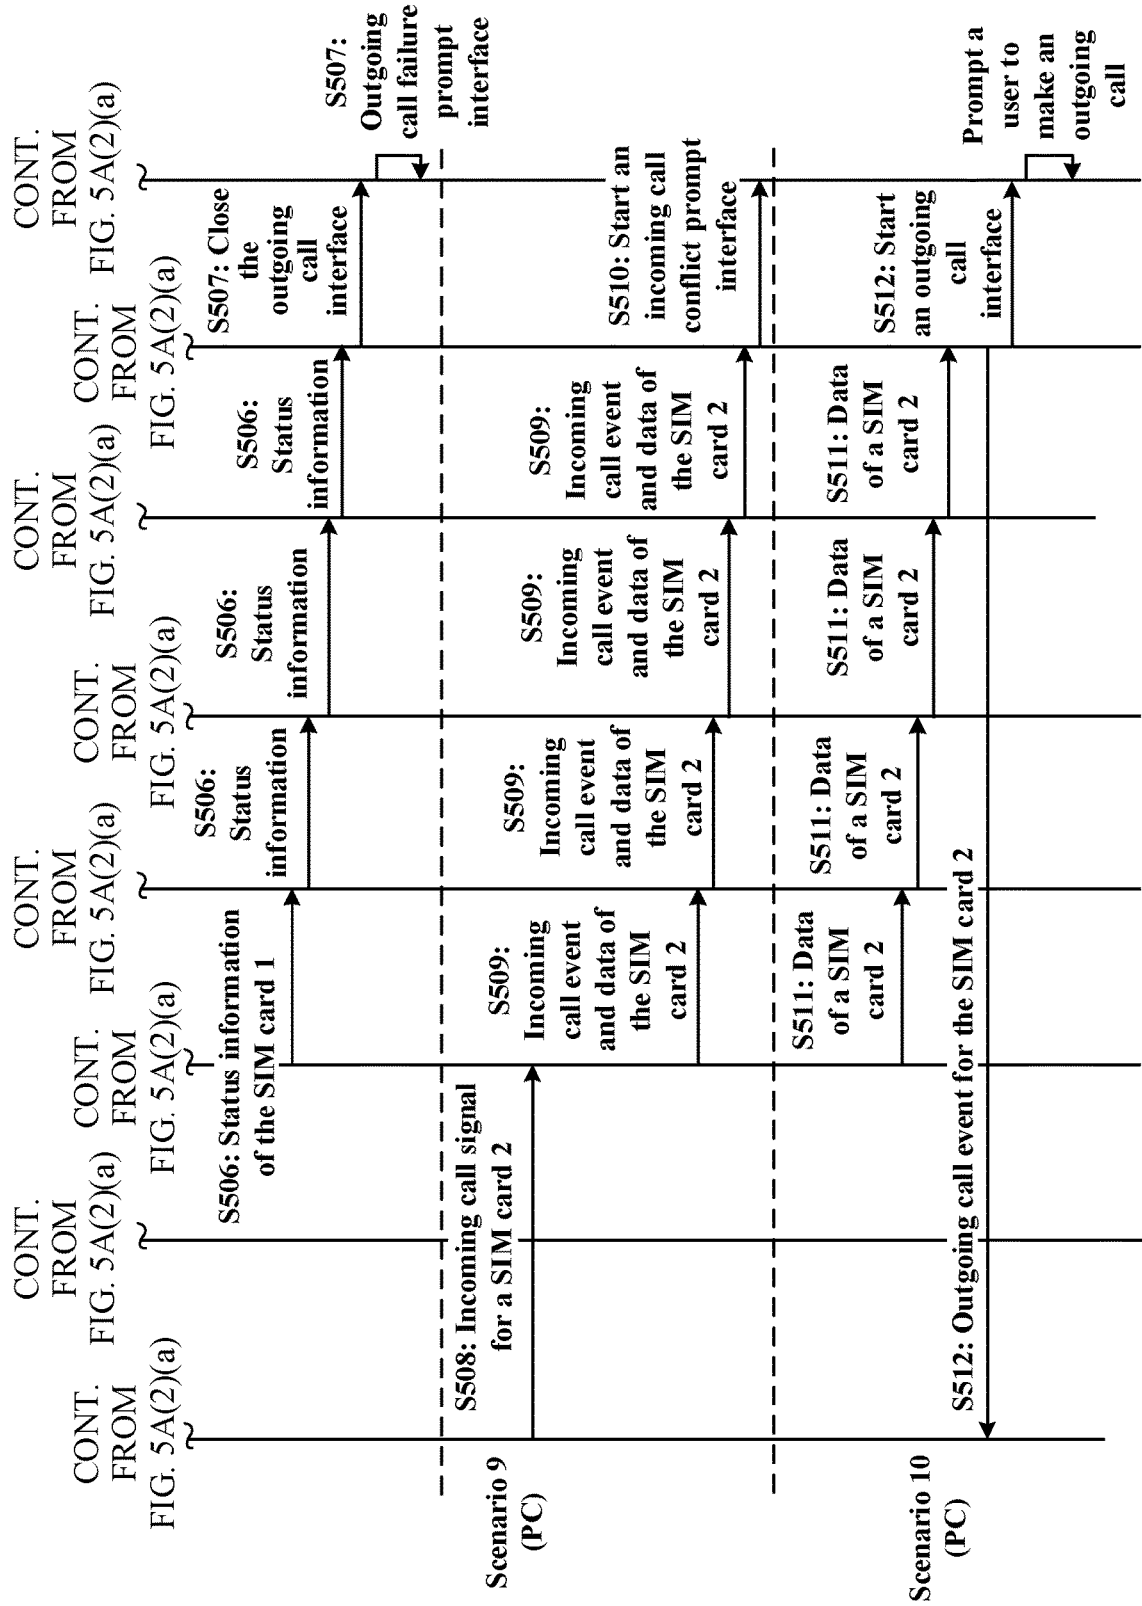 CONT.
FROM
FIG. 5A(2)(a)
CONT.
FROM
FIG. 5A(2)(a)
CONT.
FROM
FIG. 5A(2)(a)
CONT.
FROM
FIG. 5A(2)(a)
CONT.
FROM
FIG. 5A(2)(a)
CONT.
FROM
FIG. 5A(2)(a)
CONT.
FROM
FIG. 5A(2)(a)
CONT.
FROM
FIG. 5A(2)(a)
S506: Status information
of the SIM card 1
S506:
Status
information
S506:
Status
information
S506:
Status
information
S507: Close
the
outgoing
call
interface
S507:
Outgoing
call failure
prompt
interface
Scenario 9
(PC)
S508: Incoming call signal
for a SIM card 2
S509:
Incoming
call event
and data of
the SIM
card 2
S509:
Incoming
call event
and data of
the SIM
card 2
S509:
Incoming
call event
and data of
the SIM
card 2
S509:
Incoming
call event
and data of
the SIM
card 2
S510: Start an
incoming call
conflict prompt
interface
Scenario 10
(PC)
S511: Data
of a SIM
card 2
S511: Data
of a SIM
card 2
S511: Data
of a SIM
card 2
S511: Data
of a SIM
card 2
S512: Outgoing call event for the SIM card 2
S512: Start
an outgoing
call
interface
Prompt a
user to
make an
outgoing
call